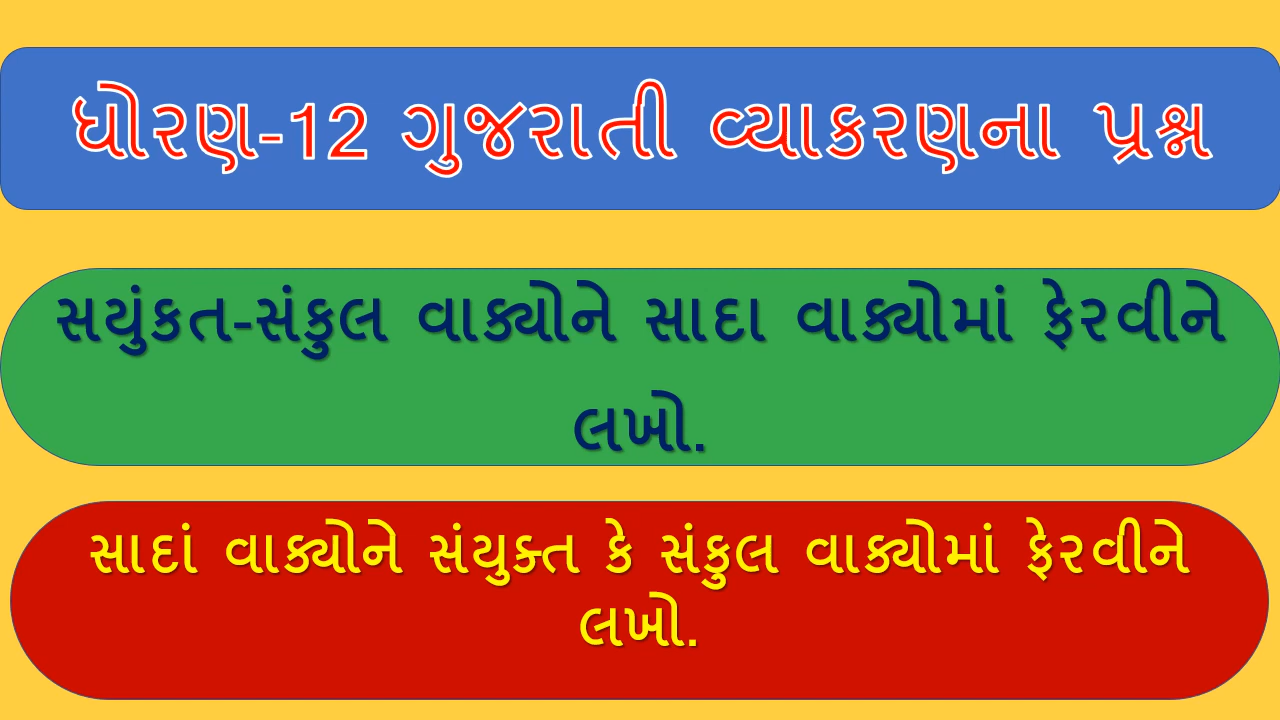 ધોરણ-12 ગુજરાતી વ્યાકરણના પ્રશ્ન
સયુંકત-સંકુલ વાક્યોને સાદા વાક્યોમાં ફેરવીને
લખો.
સાદાં વાક્યોને સંયુક્ત કે સંકુલ વાક્યોમાં ફેરવીને
લખો.